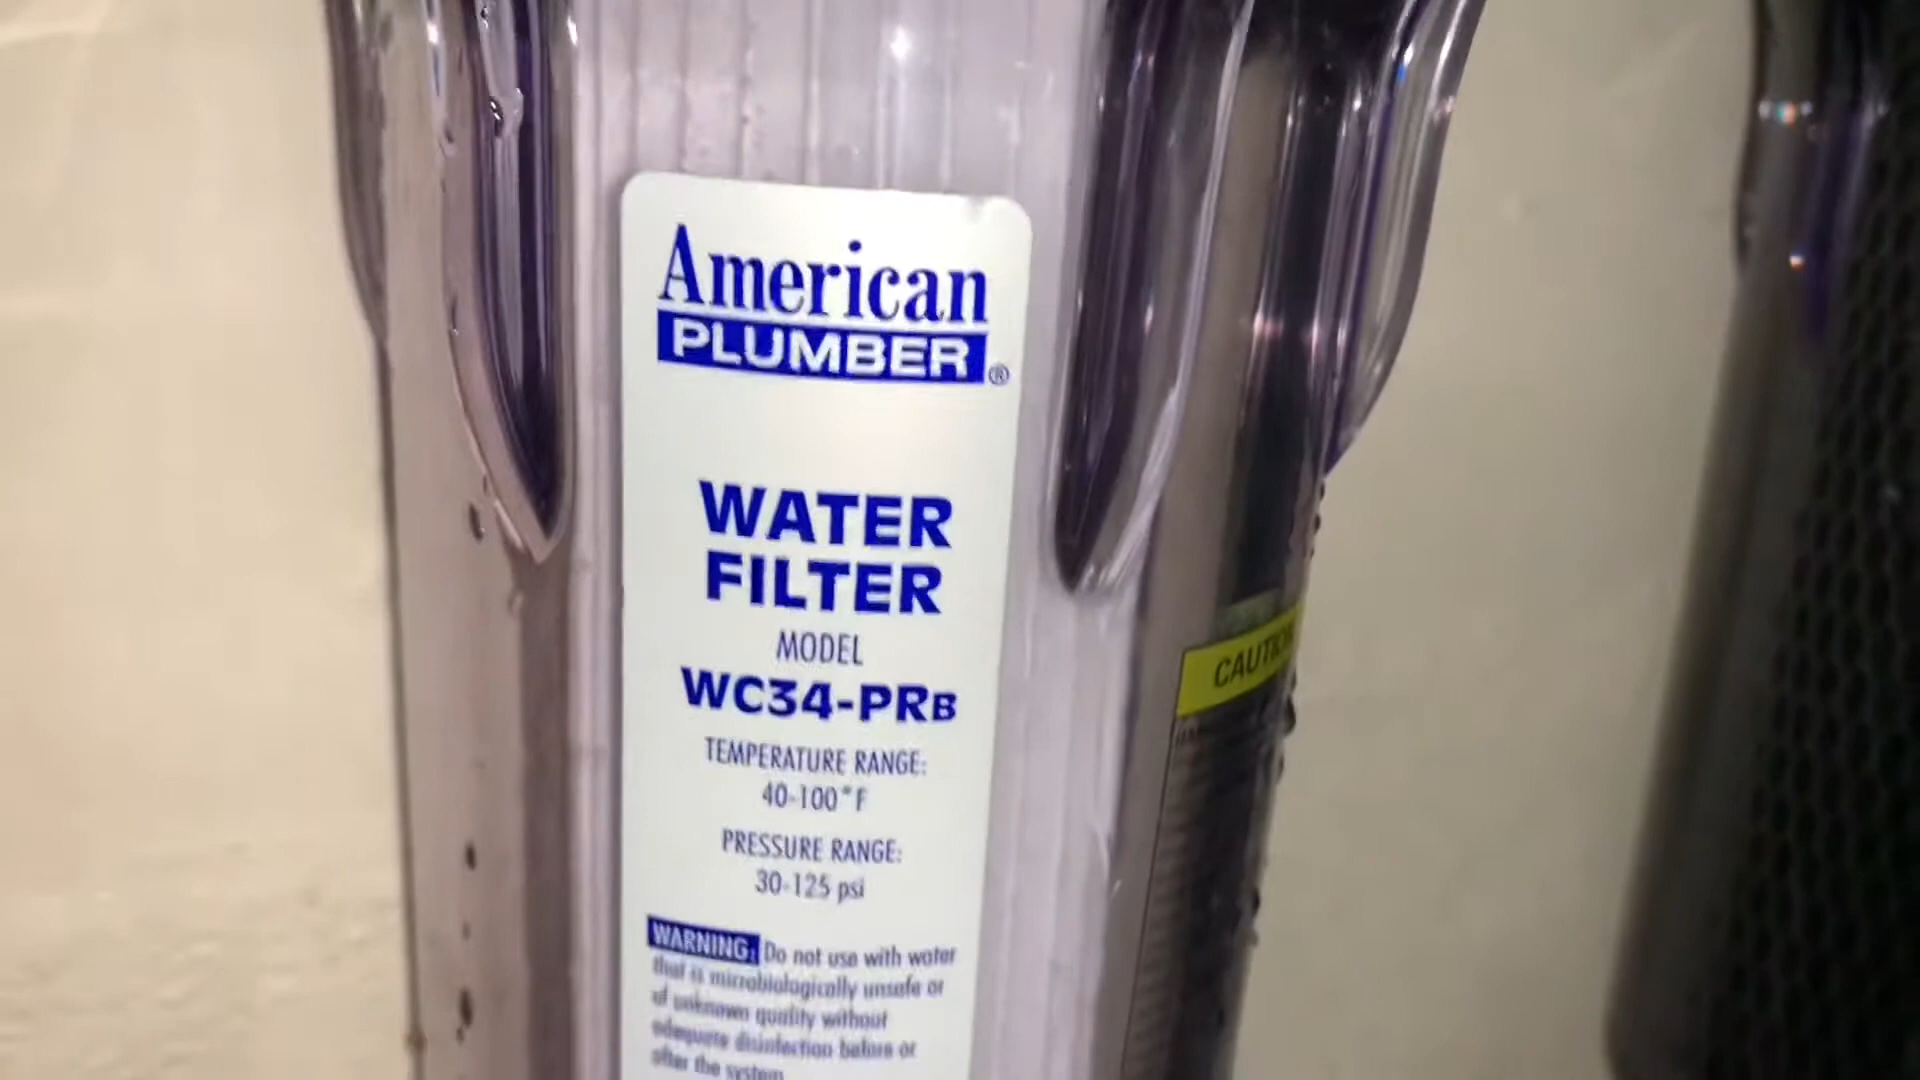 American
PLUMBER®
WATER
FILTER
MODEL
WC34-PRB
TEMPERATURE RANGE:
40-100°F
PRESSURE RANGE:
30-125 psi
WARNING: Do not use with water
that is microbiologically unsafe or
of unknown quality without
adequate disinfection before or
after the system.
CAUTION